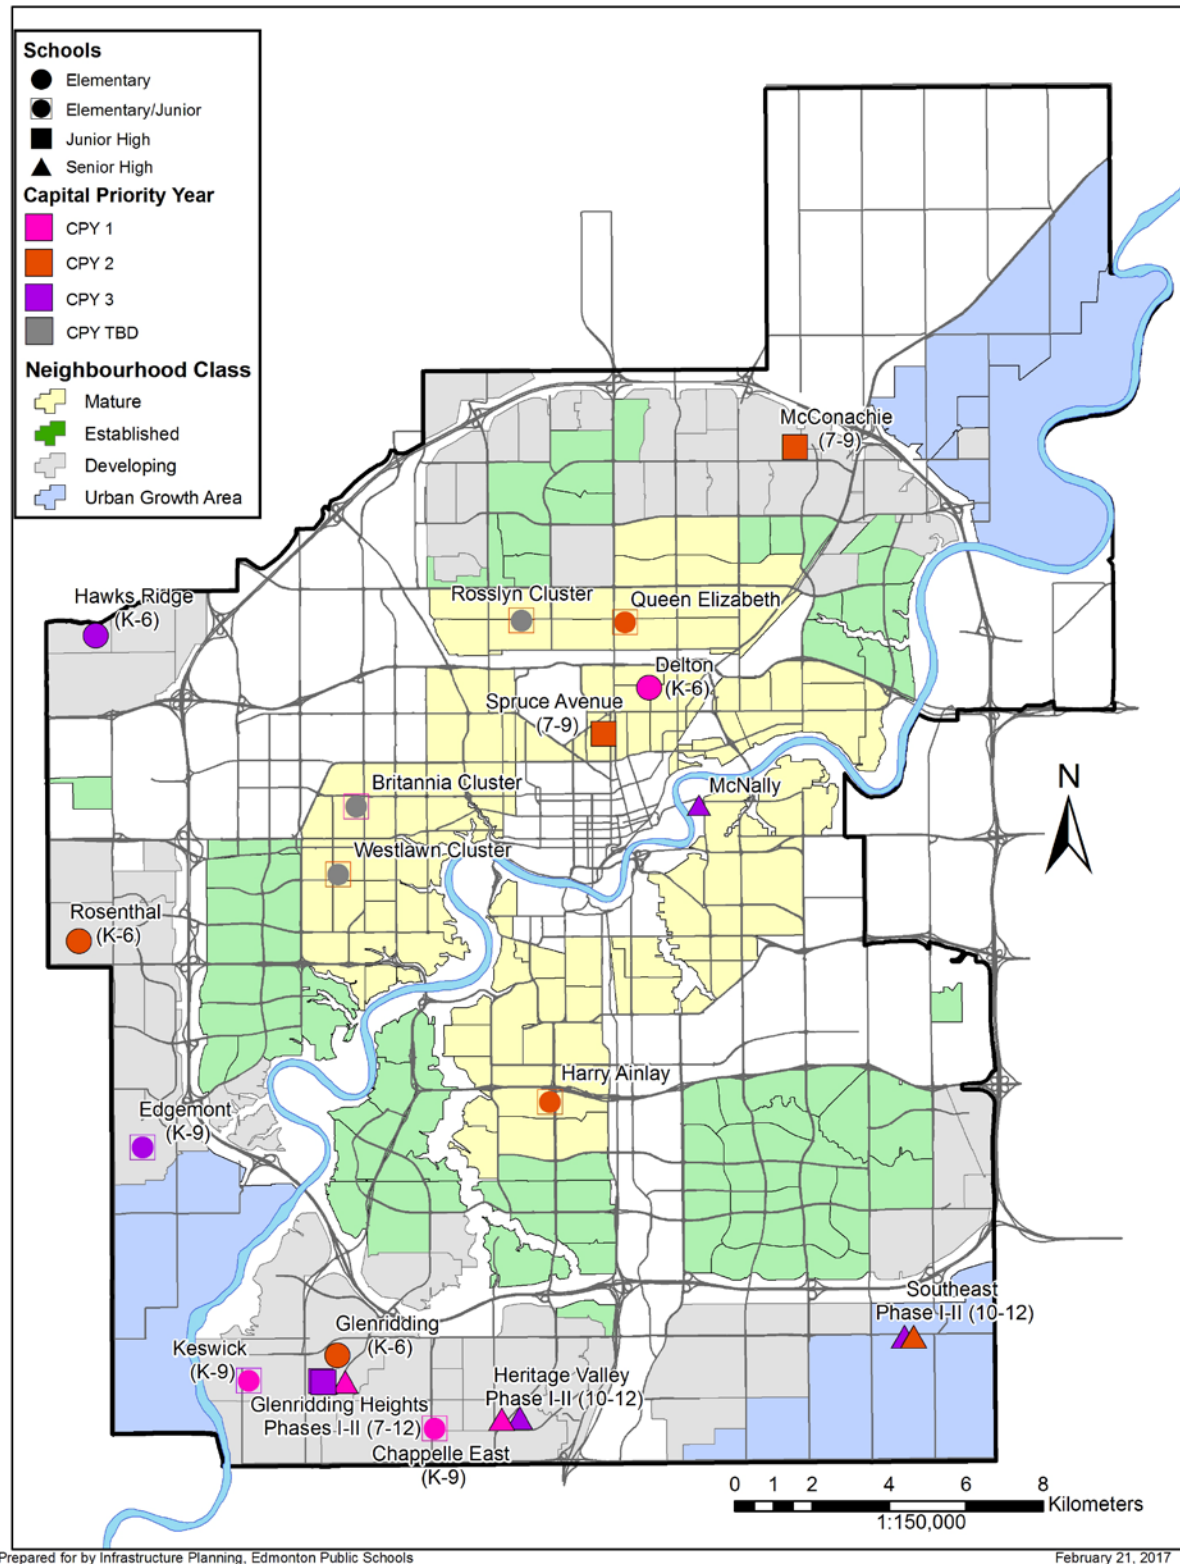 Schools
Elementary
Elementary/Junior
Junior High
Senior High
Capital Priority Year
CPY 1
CPY 2
CPY 3
CPY TBD
Neighbourhood Class
Mature
Established
Developing
Urban Growth Area
McConachie
(7-9)
Hawks Ridge
(K-6)
Rosslyn Cluster
Queen Elizabeth
Delton
(K-6)
Spruce Avenue
(7-9)
Britannia Cluster
McNally
N
Westlawn Cluster
Rosenthal
(K-6)
Harry Ainlay
Edgemont
(K-9)
Southeast
Phase I-II (10-12)
Glenridding
(K-6)
Keswick
(K-9)
Heritage Valley
Phase I-II (10-12)
Glenridding Heights
Phases I-II (7-12)
Chappelle East
(K-9)
0 1 2 4 6 8
Kilometers
1:150,000
Prepared for by Infrastructure Planning, Edmonton Public Schools
February 21, 2017